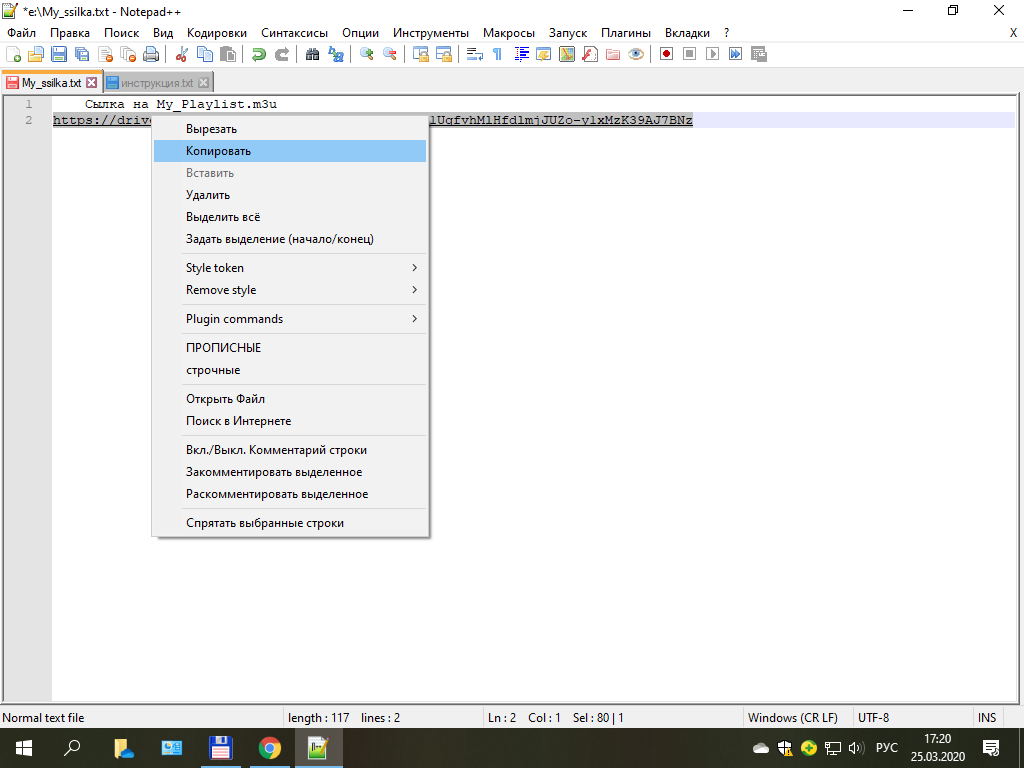 *e:\My_ssilka.txt - Notepad++
Файл Правка Поиск Вид Кодировки Синтаксисы Опции Инструменты Макросы Запуск Плагины Вкладки ? X
My_ssilka.txt инструкция.txt
1 Сылка на My_Playlist.m3u
2 https://drive
Вырезать
Копировать
Вставить
Удалить
Выделить всё
Задать выделение (начало/конец)
Style token
Remove style
Plugin commands
ПРОПИСНЫЕ
строчные
Открыть Файл
Поиск в Интернете
Вкл./Выкл. Комментарий строки
Закомментировать выделенное
Раскомментировать выделенное
Спрятать выбранные строки
Normal text file length : 117 lines : 2 Ln : 2 Col : 1 Sel : 80 | 1 Windows (CR LF) UTF-8 INS
РУС
17:20
25.03.2020